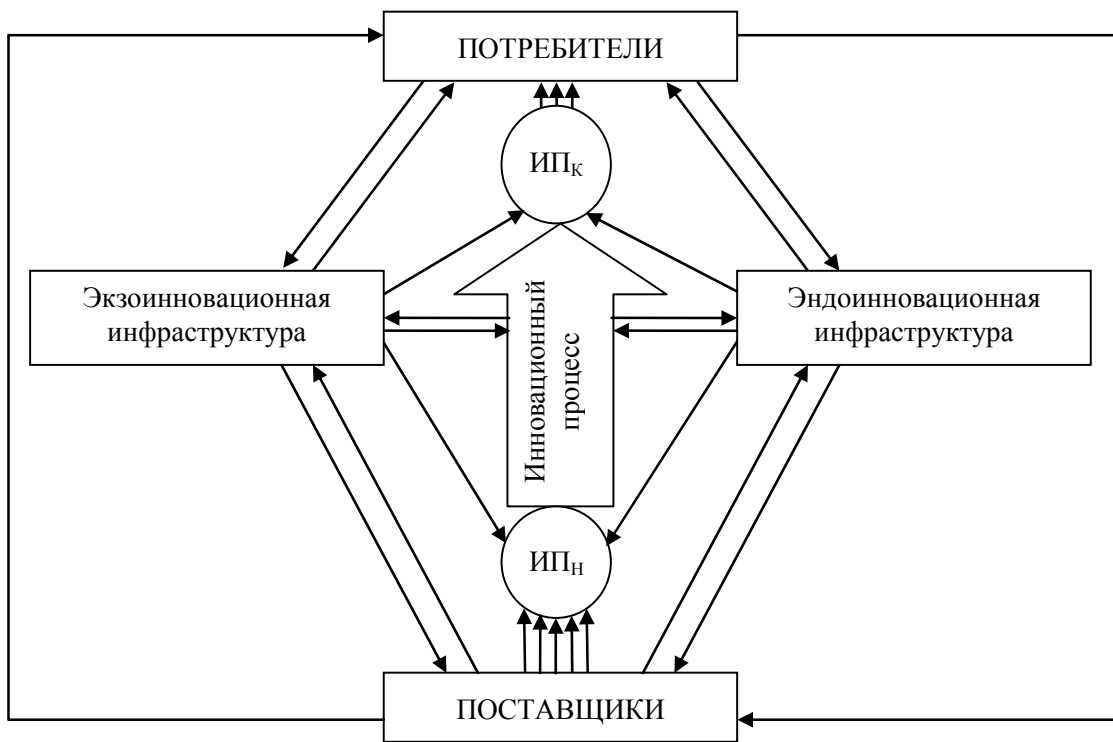 ПОТРЕБИТЕЛИ
ИПК
Экзоинновационная
инфраструктура
Инновационный
процесс
Эндоинновационная
инфраструктура
ИПН
ПОСТАВЩИКИ